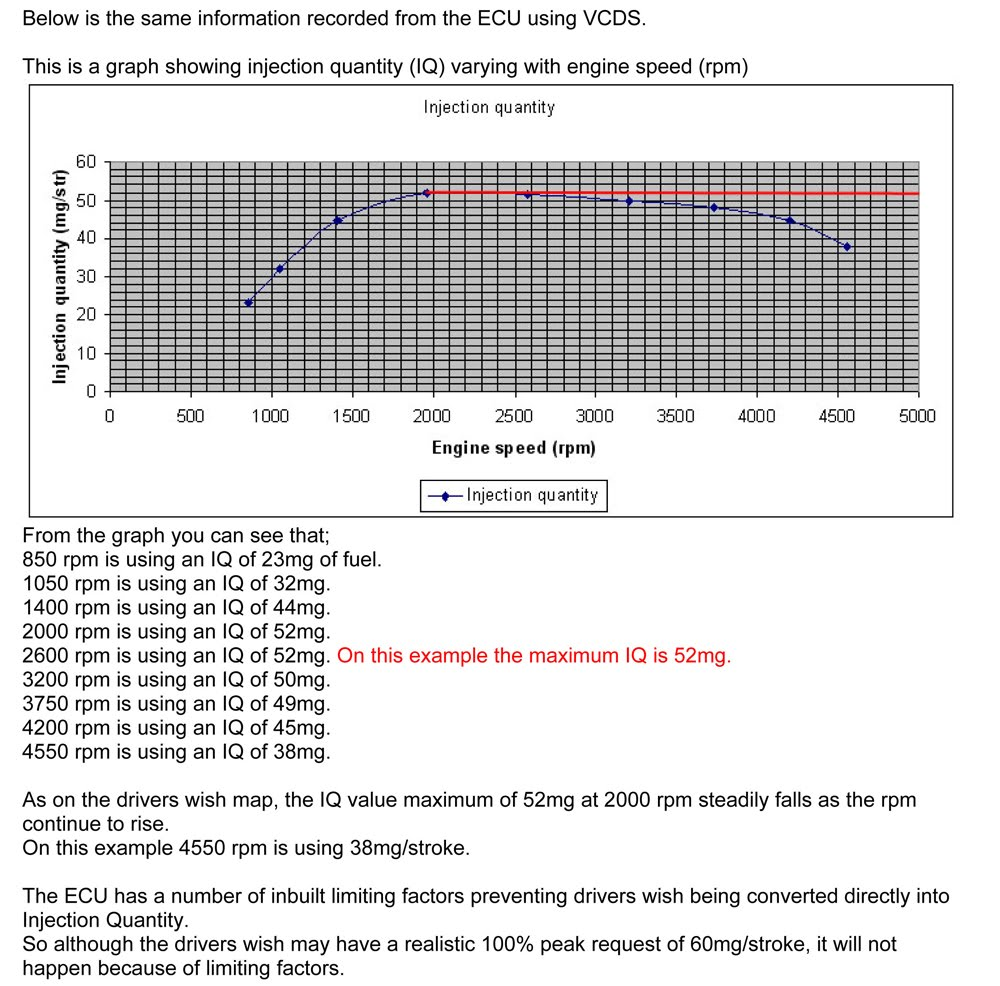 Below is the same information recorded from the ECU using VCDS.
This is a graph showing injection quantity (IQ) varying with engine speed (rpm)
Injection quantity
Injection quantity (mg/str)
60
50
40
30
20
10
0
0 500 1000 1500 2000 2500 3000 3500 4000 4500 5000
Engine speed (rpm)
Injection quantity
From the graph you can see that;
850 rpm is using an IQ of 23mg of fuel.
1050 rpm is using an IQ of 32mg.
1400 rpm is using an IQ of 44mg.
2000 rpm is using an IQ of 52mg.
2600 rpm is using an IQ of 52mg. On this example the maximum IQ is 52mg.
3200 rpm is using an IQ of 50mg.
3750 rpm is using an IQ of 49mg.
4200 rpm is using an IQ of 45mg.
4550 rpm is using an IQ of 38mg.
As on the drivers wish map, the IQ value maximum of 52mg at 2000 rpm steadily falls as the rpm
continue to rise.
On this example 4550 rpm is using 38mg/stroke.
The ECU has a number of inbuilt limiting factors preventing drivers wish being converted directly into
Injection Quantity.
So although the drivers wish may have a realistic 100% peak request of 60mg/stroke, it will not
happen because of limiting factors.